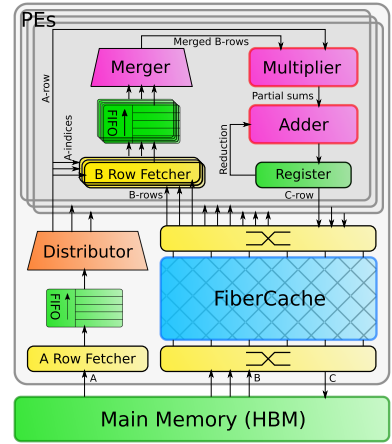 PEs
Merged B-rows
Merger
Multiplier
A-row
Partial sums
FIFO
Adder
A-indices
Reduction
B Row Fetcher
Register
B-rows
C-row
Distributor
FIFO
FiberCache
A Row Fetcher
A
B
C
Main Memory (HBM)